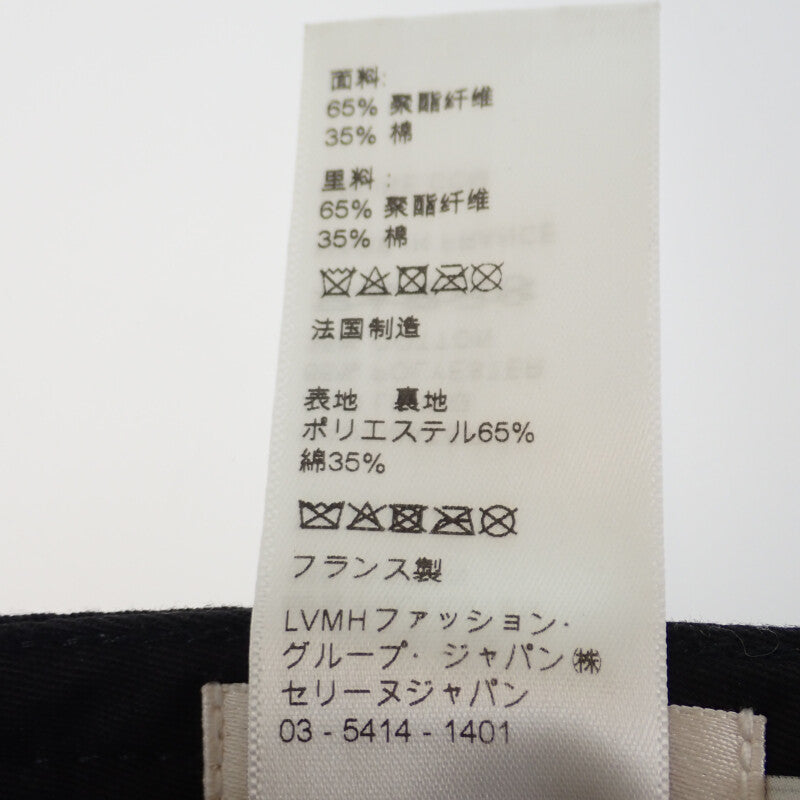 面料:
65% 聚酯纤维
35% 棉
里料:
65% 聚酯纤维
35% 棉
法国制造
表地　裏地
ポリエステル65%
綿35%
フランス製
LVMHファッション・
グループ・ジャパン㈱
セリーヌジャパン
03 - 5414 - 1401